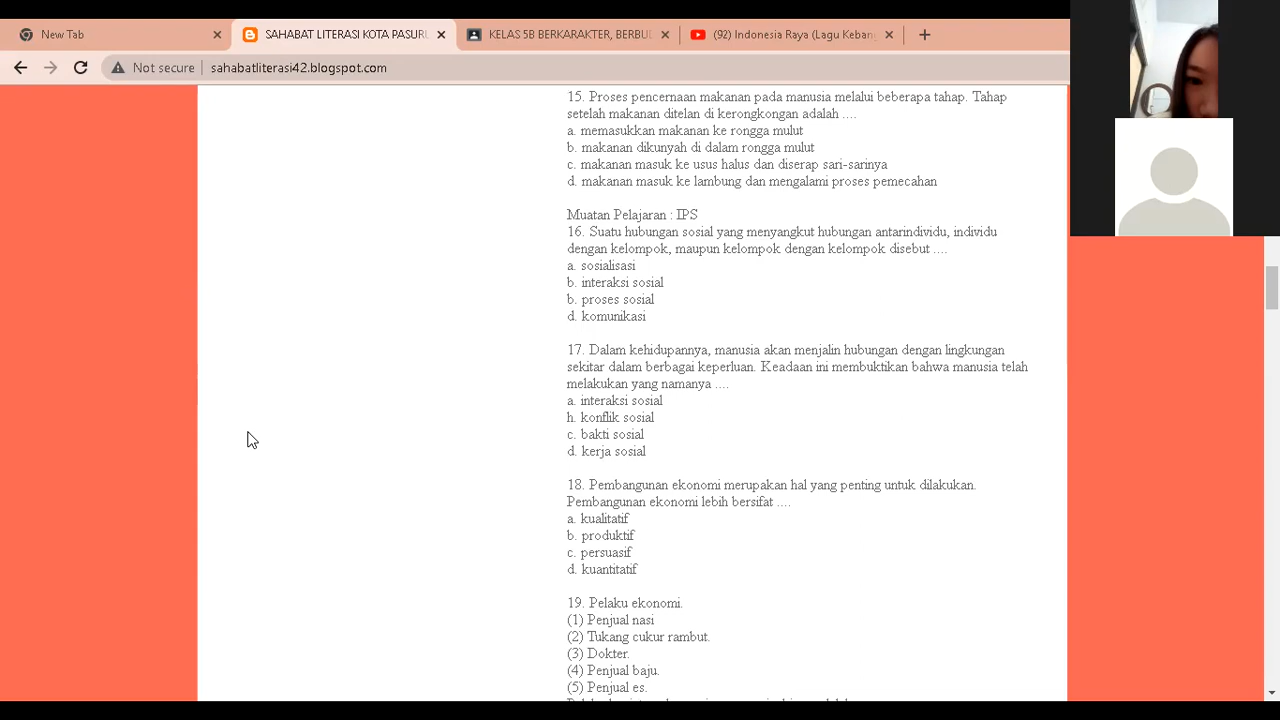 New Tab
SAHABAT LITERASI KOTA PASURU
KELAS 5B BERKARAKTER, BERBUL
(92) Indonesia Raya (Lagu Kebang
Not secure
sahabatliterasi42.blogspot.com
15. Proses pencernaan makanan pada manusia melalui beberapa tahap. Tahap
setelah makanan ditelan di kerongkongan adalah ....
a. memasukkan makanan ke rongga mulut
b. makanan dikunyah di dalam rongga mulut
c. makanan masuk ke usus halus dan diserap sari-sarinya
d. makanan masuk ke lambung dan mengalami proses pemecahan
Muatan Pelajaran : IPS
16. Suatu hubungan sosial yang menyangkut hubungan antarindividu, individu
dengan kelompok, maupun kelompok dengan kelompok disebut ....
a. sosialisasi
b. interaksi sosial
b. proses sosial
d. komunikasi
17. Dalam kehidupannya, manusia akan menjalin hubungan dengan lingkungan
sekitar dalam berbagai keperluan. Keadaan ini membuktikan bahwa manusia telah
melakukan yang namanya ....
a. interaksi sosial
h. konflik sosial
c. bakti sosial
d. kerja sosial
18. Pembangunan ekonomi merupakan hal yang penting untuk dilakukan.
Pembangunan ekonomi lebih bersifat ....
a. kualitatif
b. produktif
c. persuasif
d. kuantitatif
19. Pelaku ekonomi.
(1) Penjual nasi
(2) Tukang cukur rambut.
(3) Dokter.
(4) Penjual baju.
(5) Penjual es.